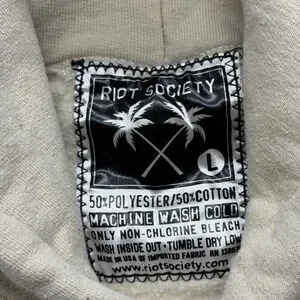 RIOT SOCIETY
L
50%POLYESTER/50%COTTON
MACHINE WASH COLD
ONLY NON-CHLORINE BLEACH
WASH INSIDE OUT · TUMBLE DRY LOW
MADE IN USA OF IMPORTED FABRIC RN
www.riotsociety.com